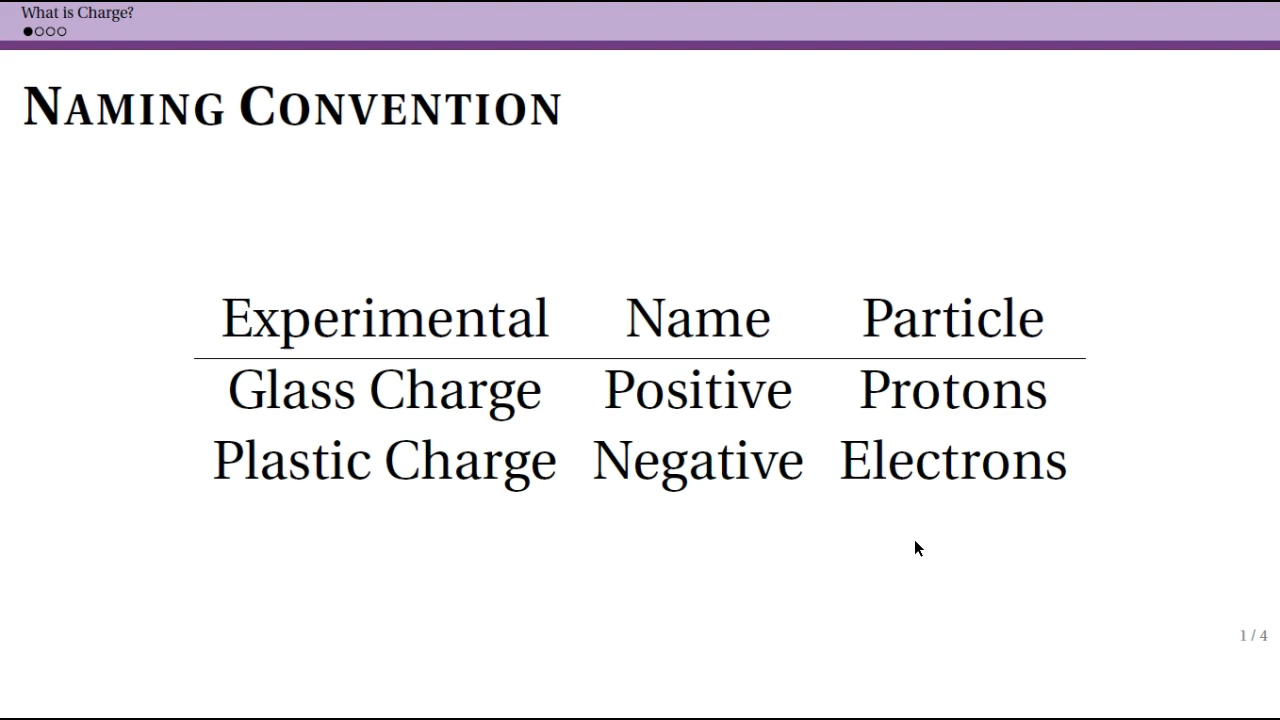 What is Charge?
NAMING CONVENTION
Experimental Name Particle
Glass Charge Positive Protons
Plastic Charge Negative Electrons
1 / 4